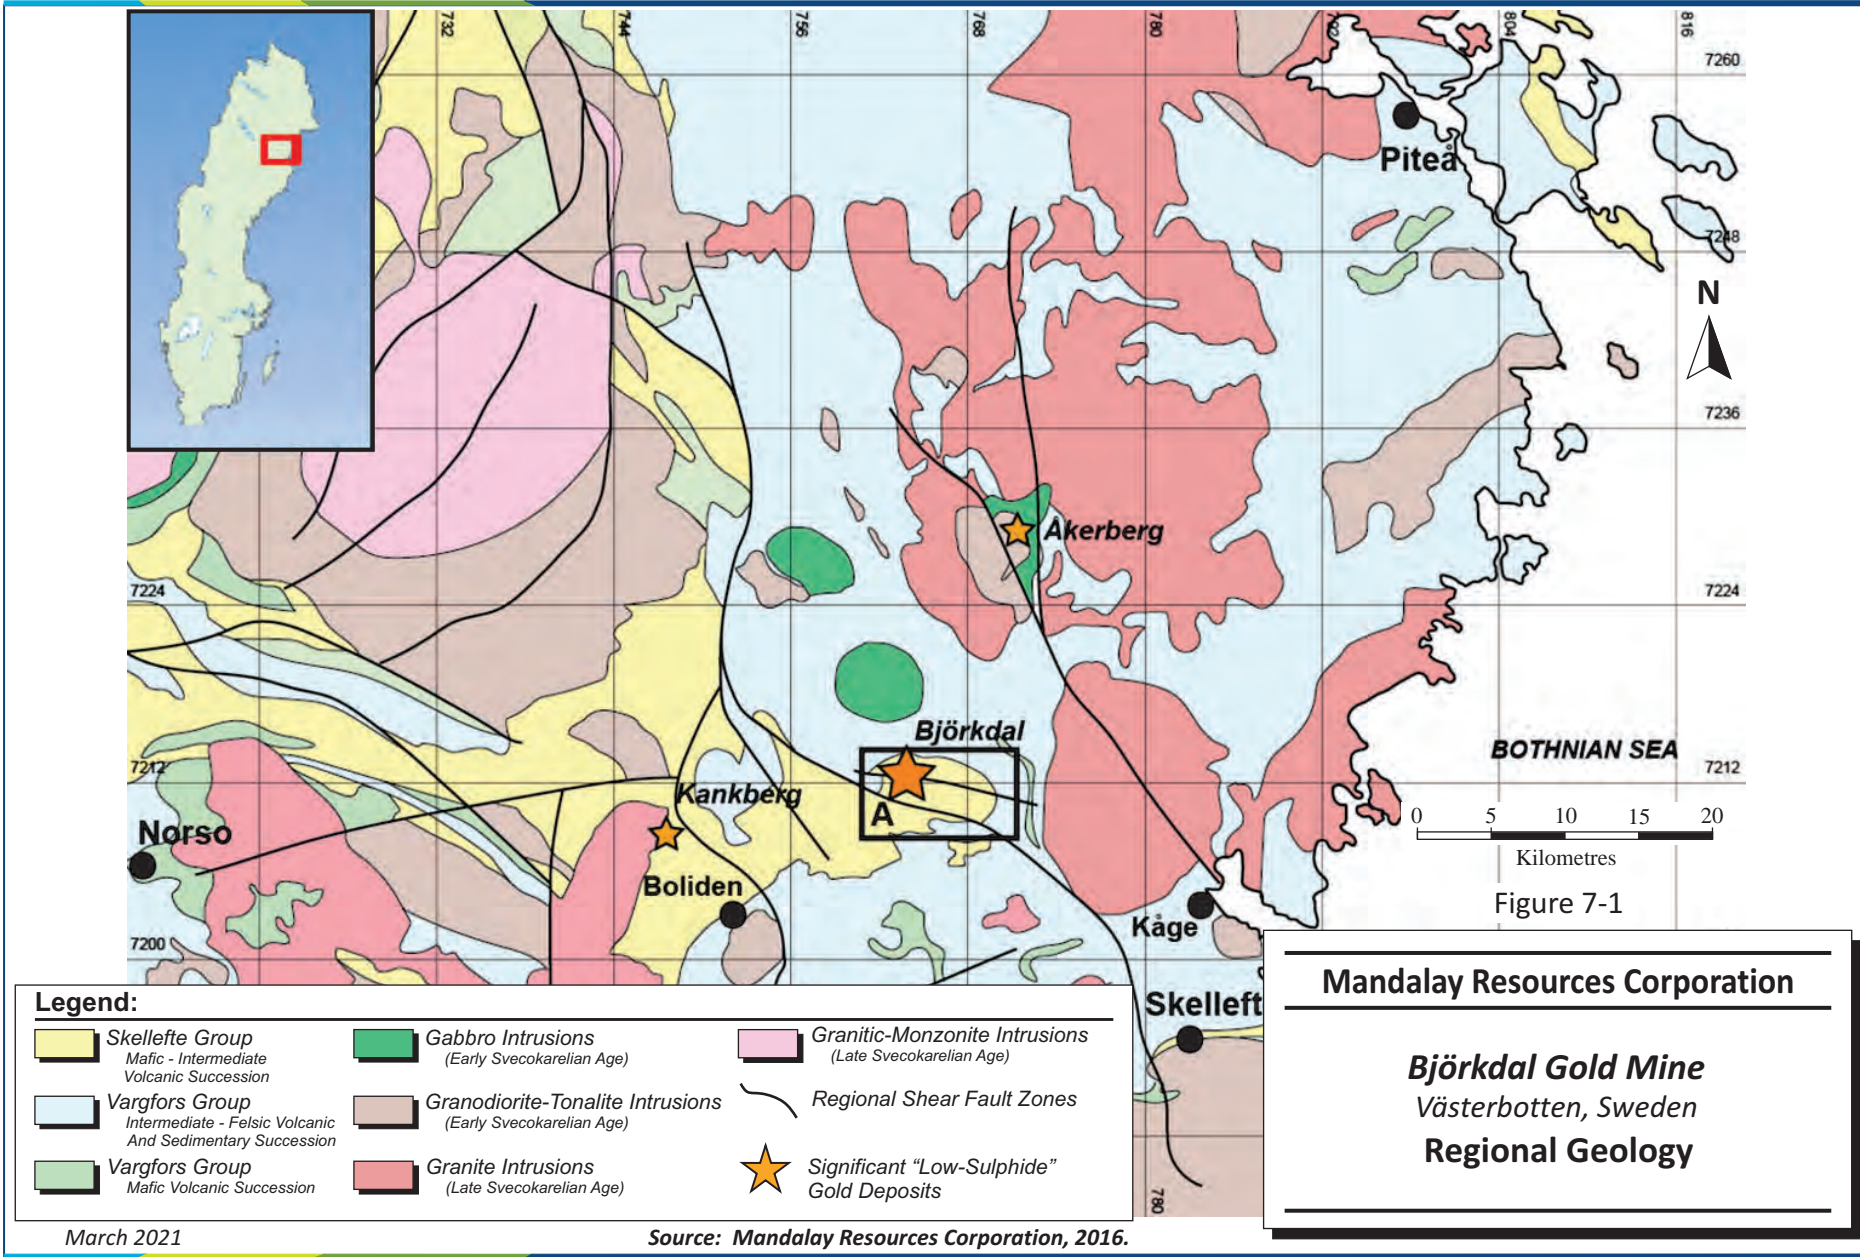 732
744
756
768
780
792
804
816
7260
Piteå
7248
N
7236
Åkerberg
7224
7224
Björkdal
BOTHNIAN SEA
7212
7212
Kankberg
A
Norso
0 5 10 15 20
Kilometres
Boliden
Figure 7-1
Kåge
7200
Skelleft
780
Legend:
Skellefte Group
Mafic - Intermediate
Volcanic Succession
Vargfors Group
Intermediate - Felsic Volcanic
And Sedimentary Succession
Vargfors Group
Mafic Volcanic Succession
Gabbro Intrusions
(Early Svecokarelian Age)
Granodiorite-Tonalite Intrusions
(Early Svecokarelian Age)
Granite Intrusions
(Late Svecokarelian Age)
Granitic-Monzonite Intrusions
(Late Svecokarelian Age)
Regional Shear Fault Zones
Significant “Low-Sulphide”
Gold Deposits
Mandalay Resources Corporation
Björkdal Gold Mine
Västerbotten, Sweden
Regional Geology
March 2021
Source: Mandalay Resources Corporation, 2016.